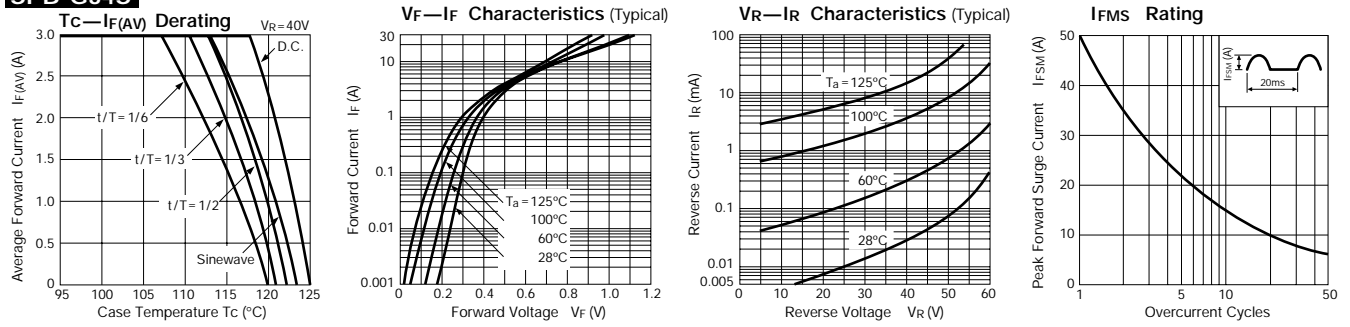 Tc—IF(AV) Derating
VR=40V
Average Forward Current IF(AV) (A)
3.0
2.5
2.0
1.5
1.0
0.5
0
D.C.
t/T=1/6
t/T=1/3
t/T=1/2
Sinewave
95 100 105 110 115 120 125
Case Temperature Tc (°C)
VF—IF Characteristics (Typical)
Forward Current IF (A)
30
10
1
0.1
0.01
0.001
Ta=125°C
100°C
60°C
28°C
0 0.2 0.4 0.6 0.8 1.0 1.2
Forward Voltage VF (V)
VR—IR Characteristics (Typical)
Reverse Current IR (mA)
100
10
1
0.1
0.01
0.005
Ta=125°C
100°C
60°C
28°C
0 10 20 30 40 50 60
Reverse Voltage VR (V)
IFMS Rating
Peak Forward Surge Current IFSM (A)
50
40
30
20
10
0
IFSM (A)
20ms
1 5 10 50
Overcurrent Cycles